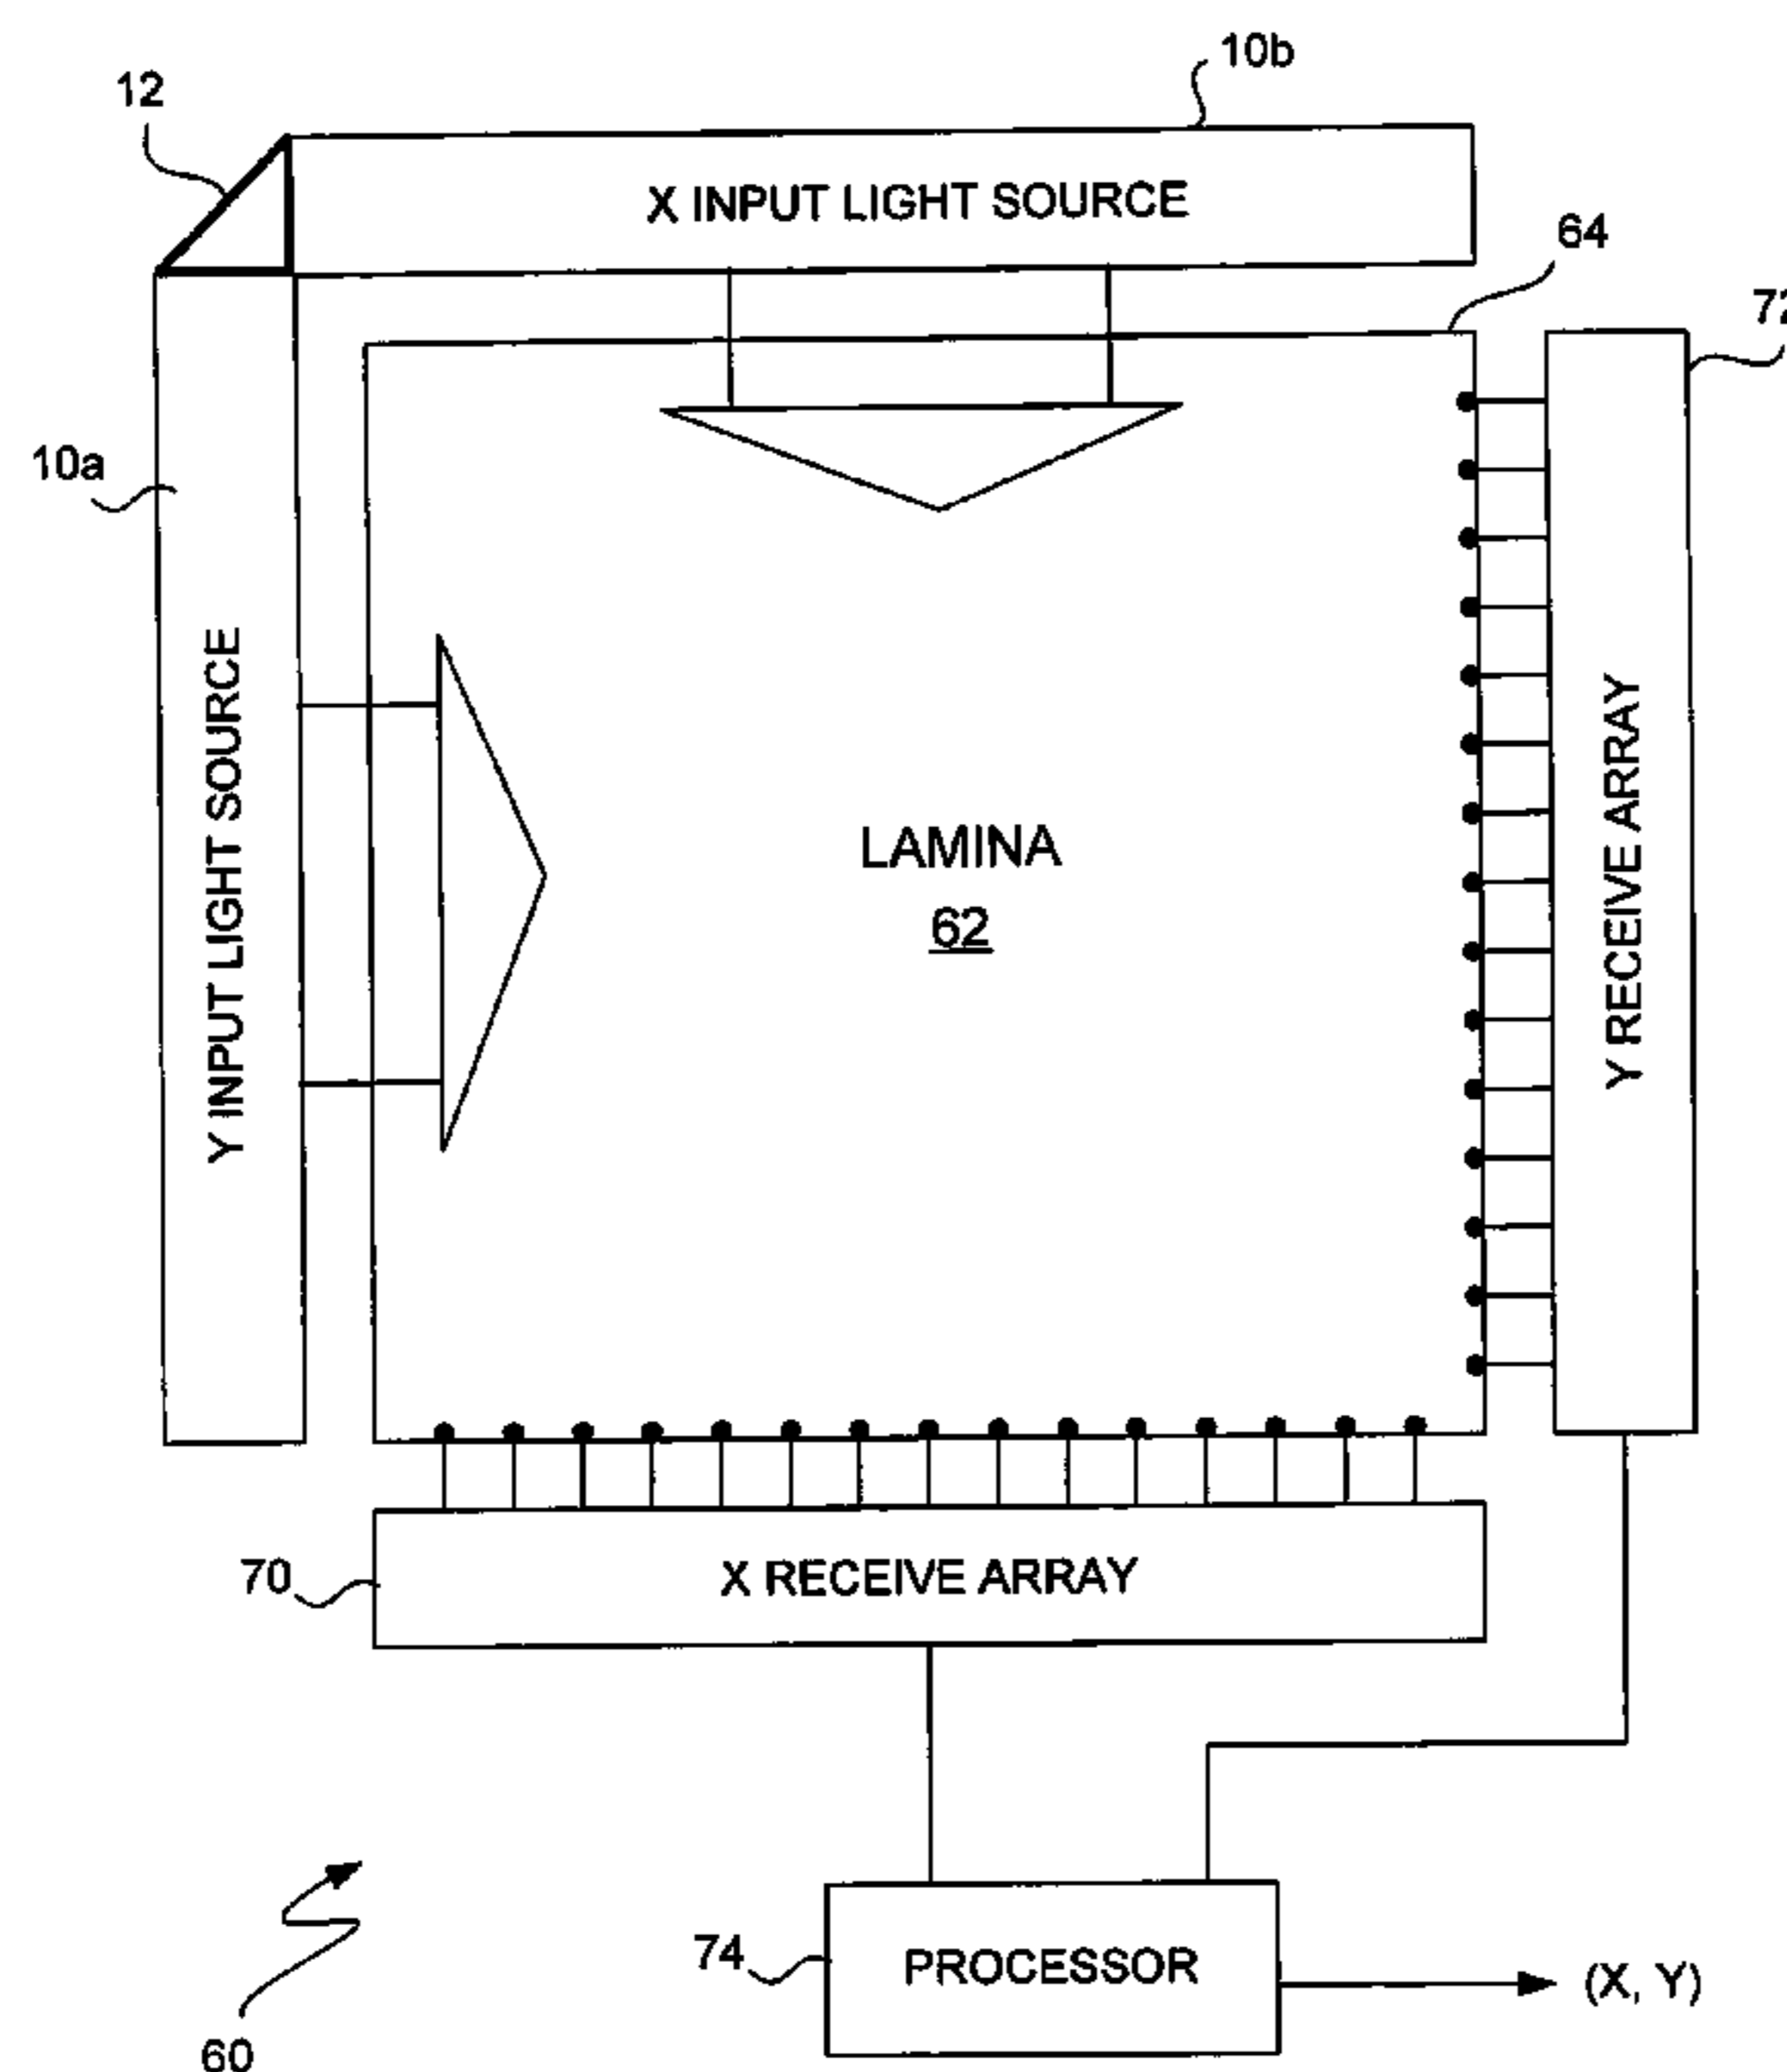 10b
12
X INPUT LIGHT SOURCE
64
72
10a
Y INPUT LIGHT SOURCE
LAMINA
62
Y RECEIVE ARRAY
70
X RECEIVE ARRAY
74
PROCESSOR
(X, Y)
60